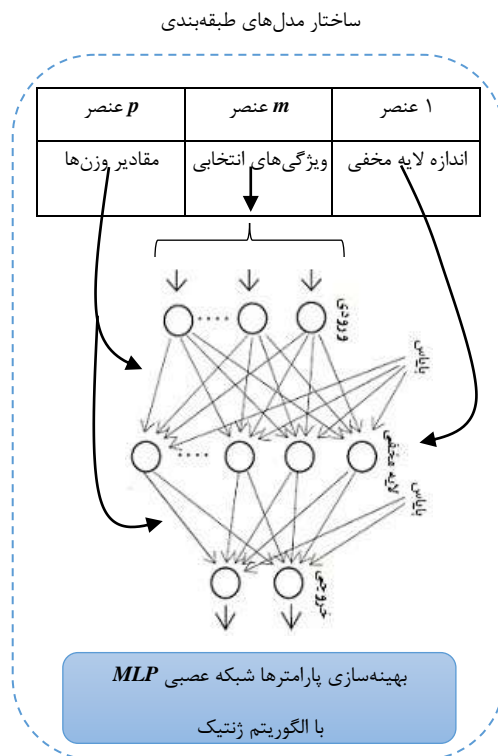 ساختار مدل‌های طبقه‌بندی
۱ عنصر
m عنصر
p عنصر
اندازه لایه مخفی
ویژگی‌های انتخابی
مقادیر وزن‌ها
ورودی
بایاس
لایه مخفی
بایاس
خروجی
بهینه‌سازی پارامترها شبکه عصبی MLP
با الگوریتم ژنتیک